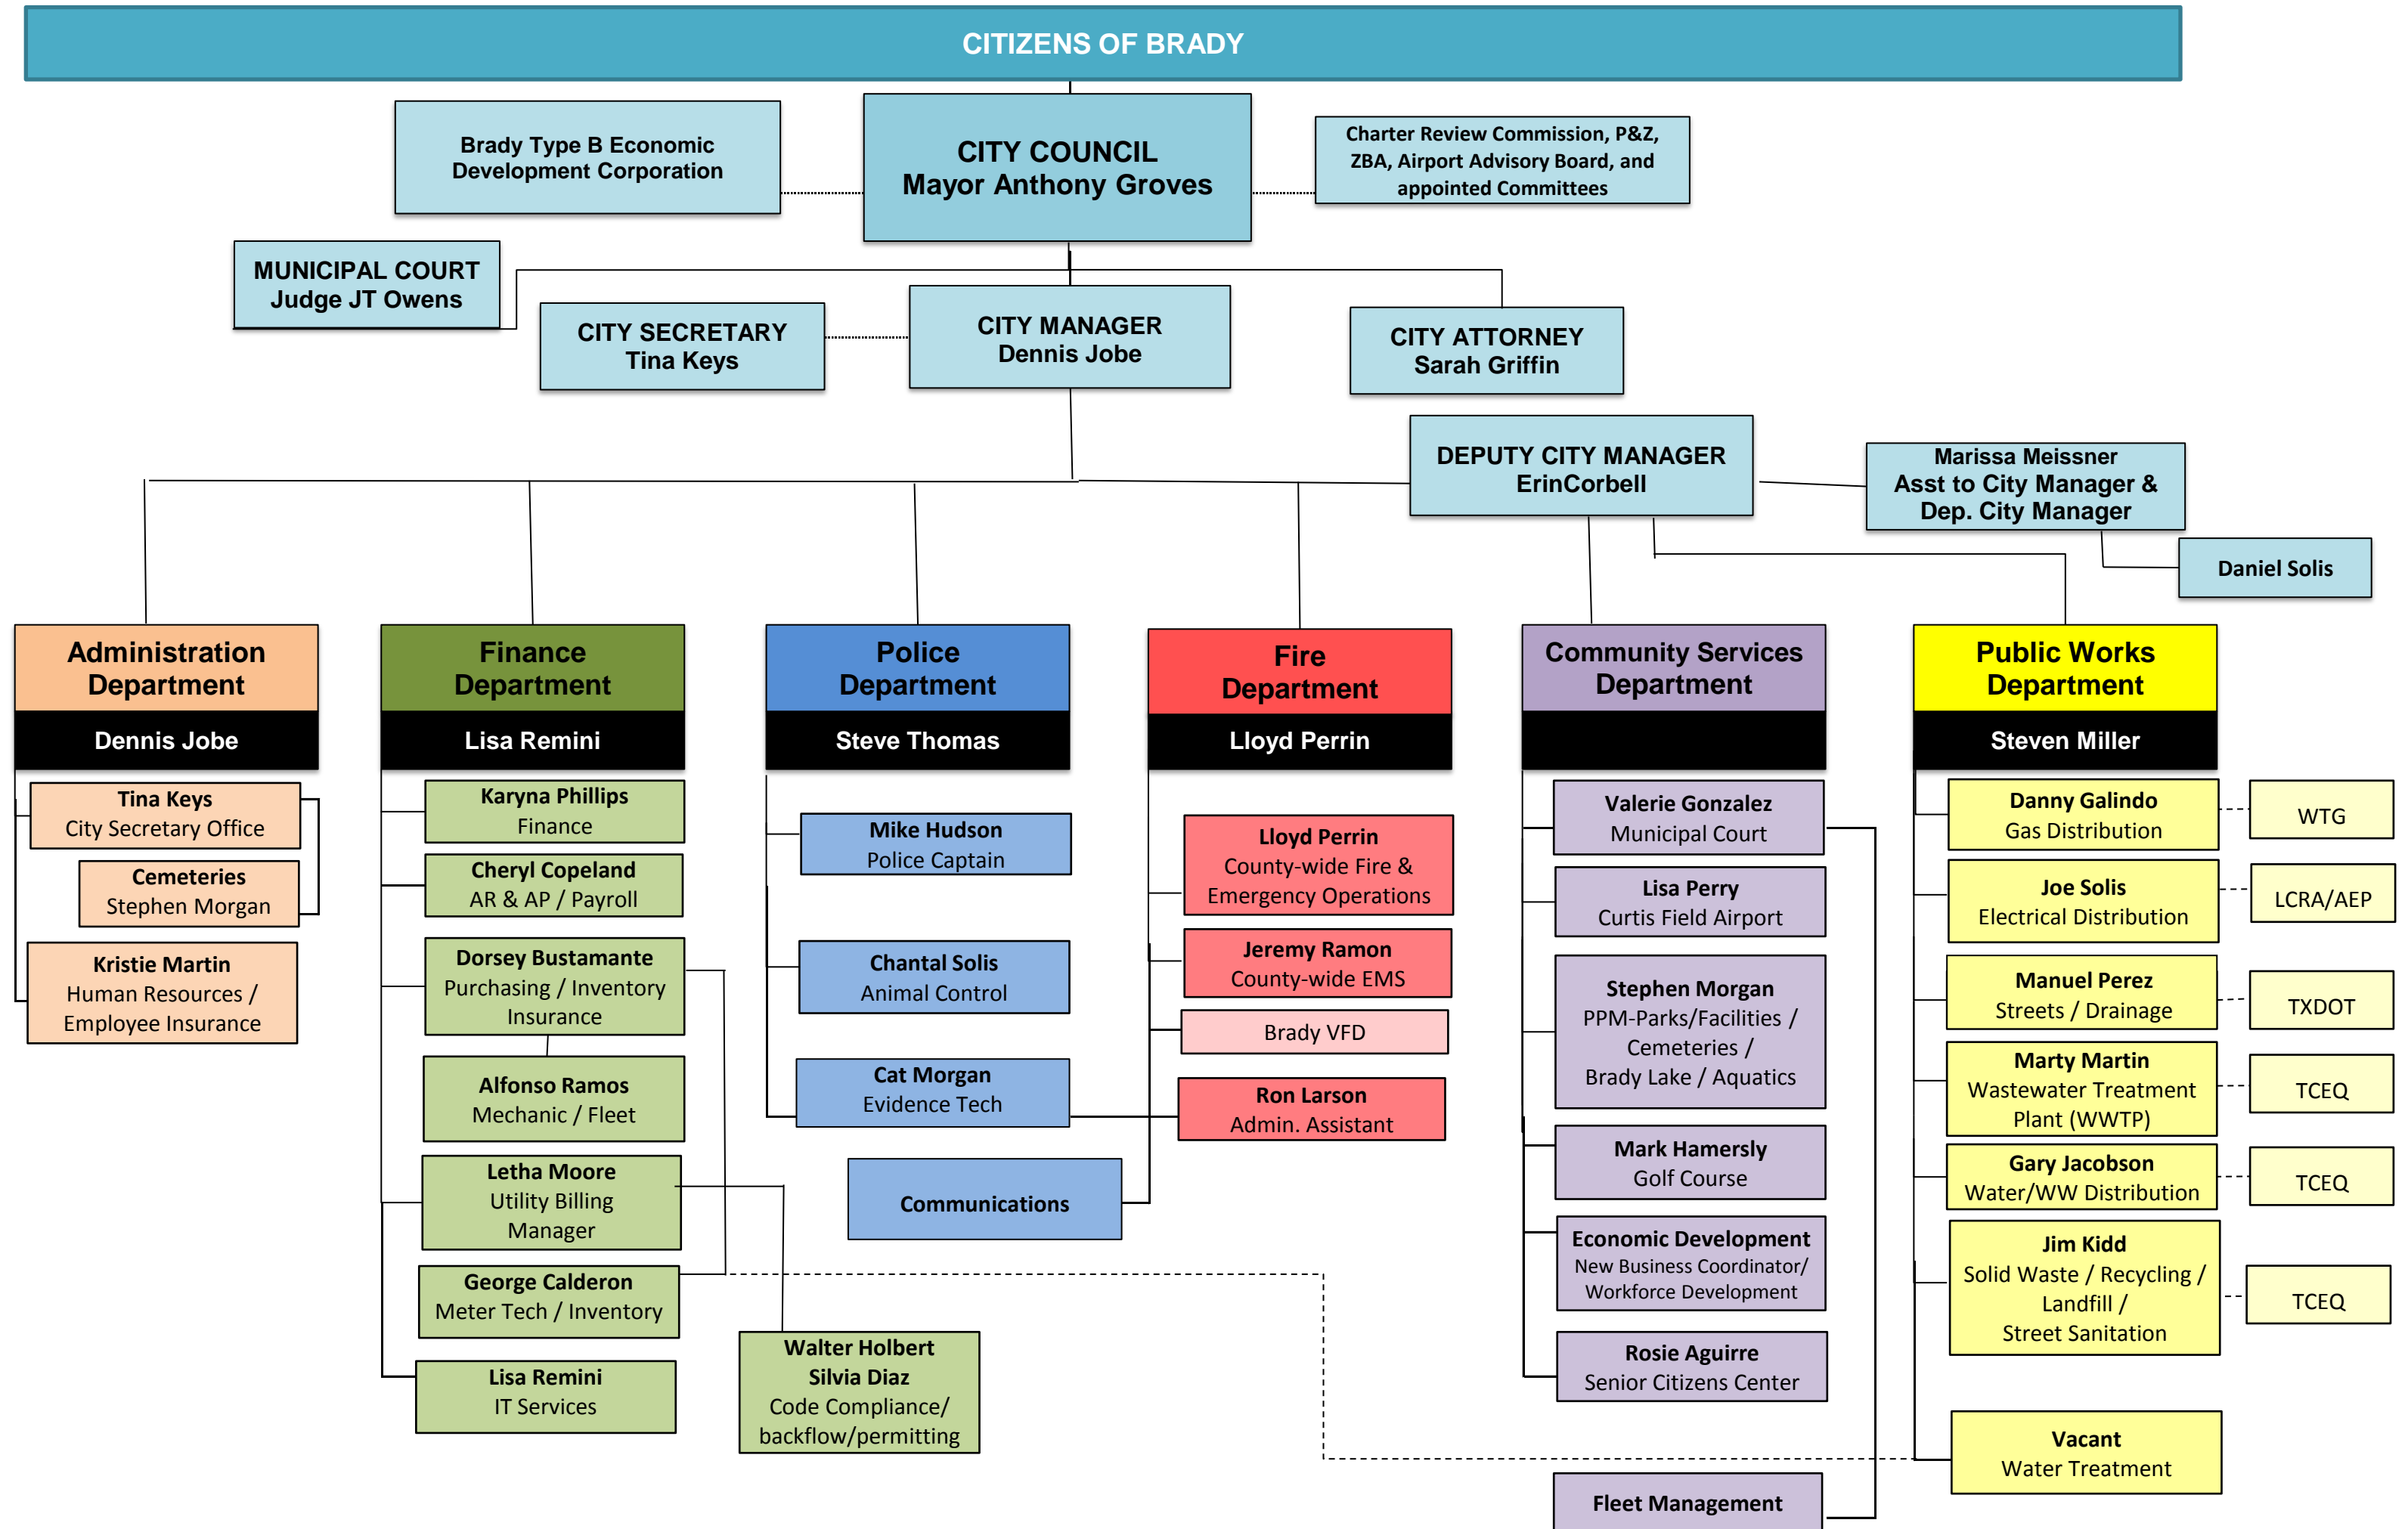 CITIZENS OF BRADY
Brady Type B Economic
Development Corporation
CITY COUNCIL
Mayor Anthony Groves
Charter Review Commission, P&Z,
ZBA, Airport Advisory Board, and
appointed Committees
MUNICIPAL COURT
Judge JT Owens
CITY SECRETARY
Tina Keys
CITY MANAGER
Dennis Jobe
CITY ATTORNEY
Sarah Griffin
DEPUTY CITY MANAGER
ErinCorbell
Marissa Meissner
Asst to City Manager &
Dep. City Manager
Daniel Solis
Administration
Department
Dennis Jobe
Tina Keys
City Secretary Office
Cemeteries
Stephen Morgan
Kristie Martin
Human Resources /
Employee Insurance
Finance
Department
Lisa Remini
Karyna Phillips
Finance
Cheryl Copeland
AR & AP / Payroll
Dorsey Bustamante
Purchasing / Inventory
Insurance
Alfonso Ramos
Mechanic / Fleet
Letha Moore
Utility Billing
Manager
George Calderon
Meter Tech / Inventory
Lisa Remini
IT Services
Walter Holbert
Silvia Diaz
Code Compliance/
backflow/permitting
Police
Department
Steve Thomas
Mike Hudson
Police Captain
Chantal Solis
Animal Control
Cat Morgan
Evidence Tech
Communications
Fire
Department
Lloyd Perrin
Lloyd Perrin
County-wide Fire &
Emergency Operations
Jeremy Ramon
County-wide EMS
Brady VFD
Ron Larson
Admin. Assistant
Community Services
Department
Valerie Gonzalez
Municipal Court
Lisa Perry
Curtis Field Airport
Stephen Morgan
PPM-Parks/Facilities /
Cemeteries /
Brady Lake / Aquatics
Mark Hamersly
Golf Course
Economic Development
New Business Coordinator/
Workforce Development
Rosie Aguirre
Senior Citizens Center
Fleet Management
Public Works
Department
Steven Miller
Danny Galindo
Gas Distribution
WTG
Joe Solis
Electrical Distribution
LCRA/AEP
Manuel Perez
Streets / Drainage
TXDOT
Marty Martin
Wastewater Treatment
Plant (WWTP)
TCEQ
Gary Jacobson
Water/WW Distribution
TCEQ
Jim Kidd
Solid Waste / Recycling /
Landfill /
Street Sanitation
TCEQ
Vacant
Water Treatment